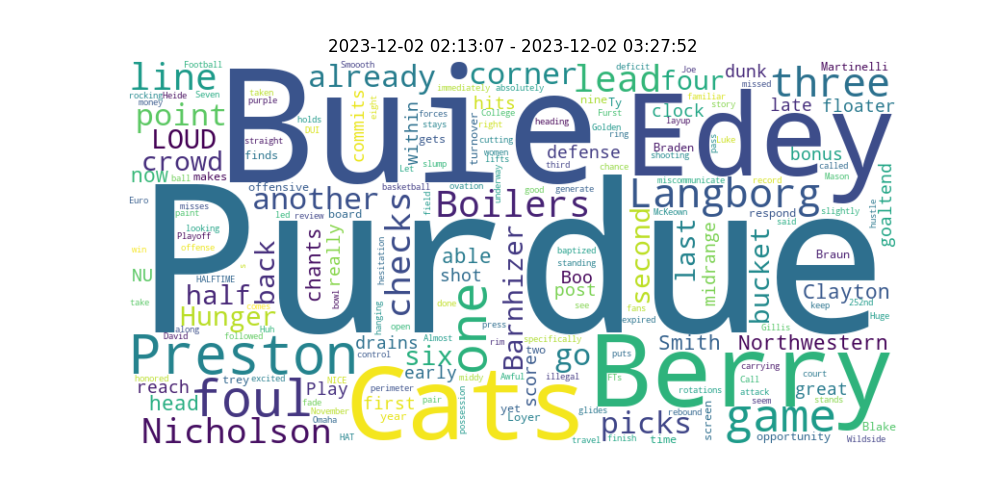 2023-12-02 02:13:07 - 2023-12-02 03:27:52
Football Smoooth already corner deficit Joe Martinelli
line Buie immediately absolutely lead four dunk three
rocking Heide Seven taken commits eight hits nine Ty missed familiar
money purple Within forces College Furst clock story late floater
point LOUD DUI holds stays right heading Golden Edey layup Luke
straight turnover cutting defense ring Braden pass bonus
crowd finds gets women third shooting called
now ball makes Let slump lifts chance miscommunicate Mason
offensive basketball ovation underway good generate Langborg record
Euro another Boilers goaltend
misses led review board field McKeown respond slightly
paint chants checks Barnhizer second last said hustle
looking Purdue baptized midrange bucket
Playoff back really hesitation able standing Braun
win offense
NU HALFTIME shot Boo
take half bowl one post see fans Clayton
Hunger comes hanging done keep 252nd
s open press expired Huge
along David followed Huh drains Almost rim specifically Gillis
Preston control six two go Smith Northwestern
early puts carrying
honored trey excited NICE perimeter middy Awful illegal FTs Berry rotations Call court
reach foul Play Cats score attack great
head fade first pair possession yet glides seem stands
November year Loyer picks rebound screen game Blake
Nicholson Omaha HAT travel finish time opportunity Wildside